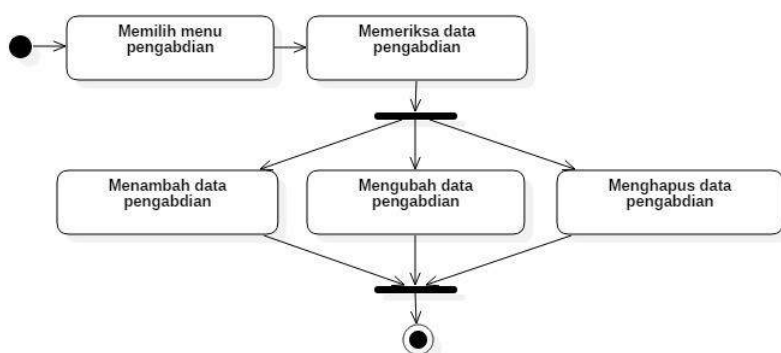 Memilih menu
pengabdian
Memeriksa data
pengabdian
Menambah data
pengabdian
Mengubah data
pengabdian
Menghapus data
pengabdian